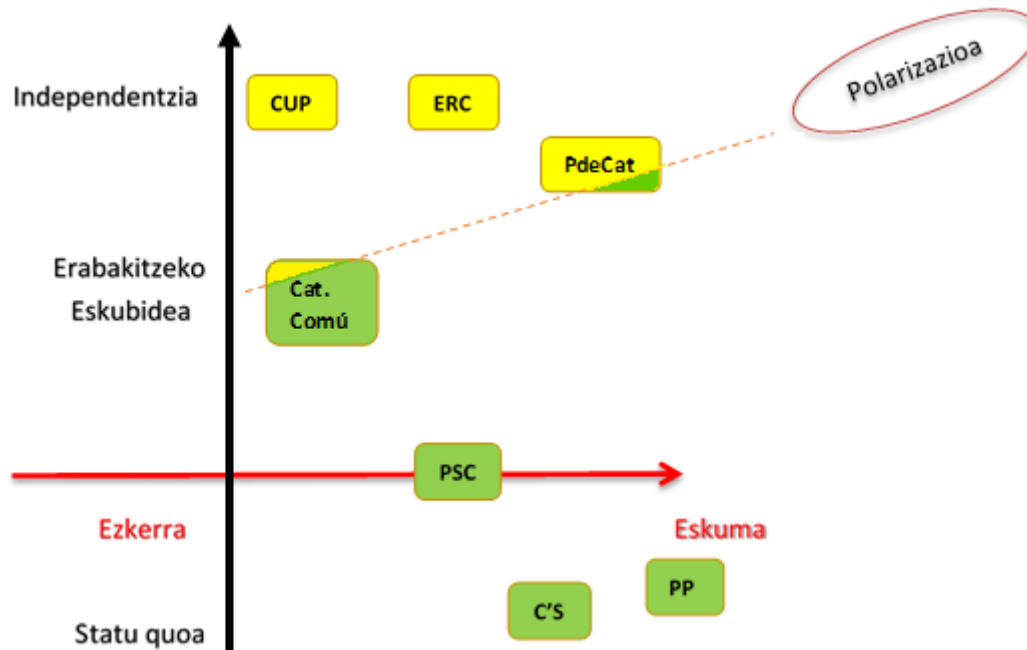 Polarizazioa
Independentzia
CUP
ERC
PdeCat
Erabakitzeko
Eskubidea
Cat.
Comú
PSC
Ezkerra
Eskuma
PP
C'S
Statu quoa